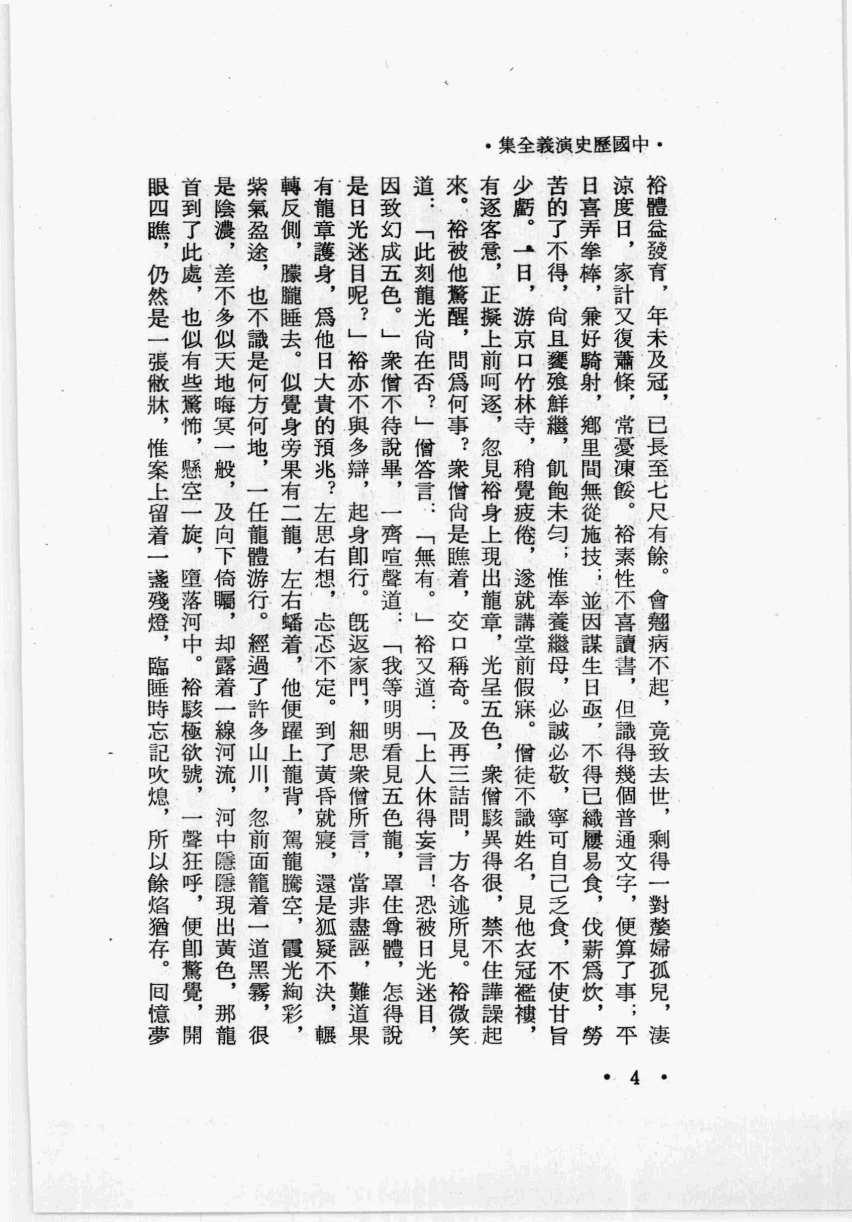 ·中國歷史演義全集·
裕體益發育，年未及冠，已長至七尺有餘。會翹病不起，竟致去世，剩得一對嫠婦孤兒，淒
涼度日，家計又復蕭條，常憂凍餒。裕素性不喜讀書，但識得幾個普通文字，便算了事；平
日喜弄拳棒，兼好騎射，鄉里間無從施技；並因謀生日亟，不得已織屨易食，伐薪爲炊，勞
苦的了不得，尙且饔飧鮮繼，飢飽未勻；惟奉養繼母，必誠必敬，寧可自己乏食，不使甘旨
少虧。一日，游京口竹林寺，稍覺疲倦，遂就講堂前假寐。僧徒不識姓名，見他衣冠襤褸，
有逐客意，正擬上前呵逐，忽見裕身上現出龍章，光呈五色，衆僧駭異得很，禁不住譁譟起
來。裕被他驚醒，問爲何事？衆僧尙是瞧着，交口稱奇。及再三詰問，方各述所見。裕微笑
道：「此刻龍光尙在否？」僧答言：「無有。」裕又道：「上人休得妄言！恐被日光迷目，
因致幻成五色。」衆僧不待說畢，一齊喧聲道：「我等明明看見五色龍，罩住尊體，怎得說
是日光迷目呢？」裕亦不與多辯，起身卽行。旣返家門，細思衆僧所言，當非盡誣，難道果
有龍章護身，爲他日大貴的預兆？左思右想，忐忑不定。到了黃昏就寢，還是狐疑不決，輾
轉反側，朦朧睡去。似覺身旁果有二龍，左右蟠着，他便躍上龍背，駕龍騰空，霞光絢彩，
紫氣盈途，也不識是何方何地，一任龍體游行。經過了許多山川，忽前面籠着一道黑霧，很
是陰濃，差不多似天地晦冥一般，及向下倚矚，却露着一線河流，河中隱隱現出黃色，那龍
首到了此處，也似有些驚怖，懸空一旋，墮落河中。裕駭極欲號，一聲狂呼，便卽驚覺，開
眼四瞧，仍然是一張敝牀，惟案上留着一盞殘燈，臨睡時忘記吹熄，所以餘焰猶存。回憶夢
·4·